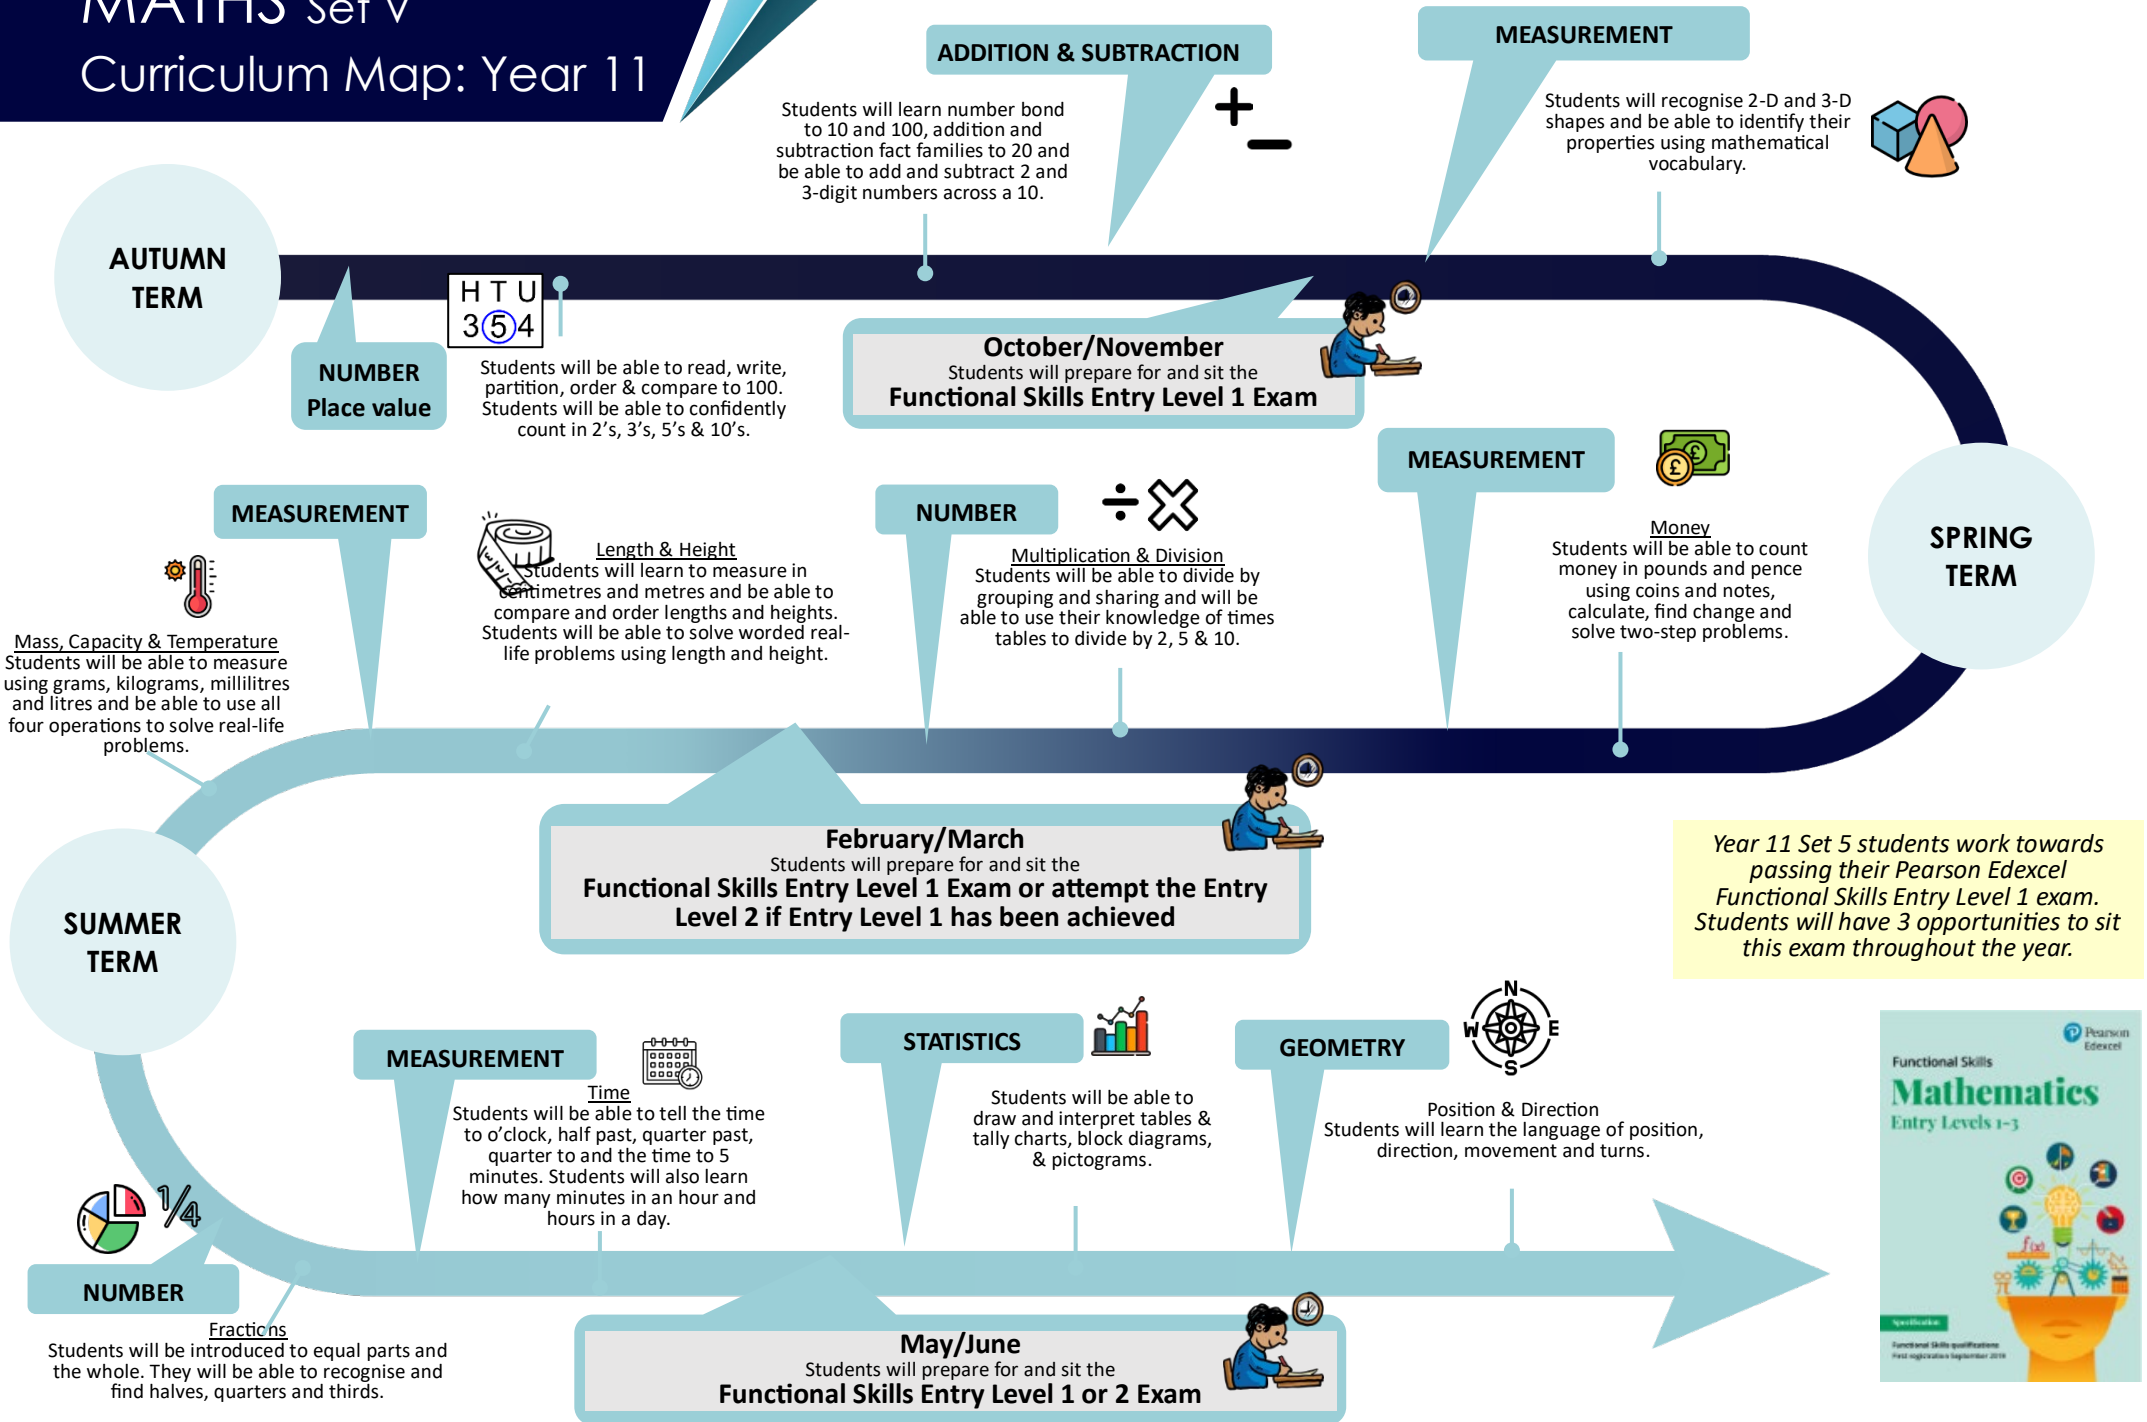 MATHS Set V
Curriculum Map: Year 11
ADDITION & SUBTRACTION
Students will learn number bond
to 10 and 100, addition and
subtraction fact families to 20 and
be able to add and subtract 2 and
3-digit numbers across a 10.
MEASUREMENT
Students will recognise 2-D and 3-D
shapes and be able to identify their
properties using mathematical
vocabulary.
AUTUMN
TERM
NUMBER
Place value
H T U
3 5 4
Students will be able to read, write,
partition, order & compare to 100.
Students will be able to confidently
count in 2’s, 3’s, 5’s & 10’s.
October/November
Students will prepare for and sit the
Functional Skills Entry Level 1 Exam
SPRING
TERM
MEASUREMENT
Money
Students will be able to count
money in pounds and pence
using coins and notes,
calculate, find change and
solve two-step problems.
NUMBER
Multiplication & Division
Students will be able to divide by
grouping and sharing and will be
able to use their knowledge of times
tables to divide by 2, 5 & 10.
MEASUREMENT
Length & Height
Students will learn to measure in
centimetres and metres and be able to
compare and order lengths and heights.
Students will be able to solve worded real-
life problems using length and height.
Mass, Capacity & Temperature
Students will be able to measure
using grams, kilograms, millilitres
and litres and be able to use all
four operations to solve real-life
problems.
February/March
Students will prepare for and sit the
Functional Skills Entry Level 1 Exam or attempt the Entry
Level 2 if Entry Level 1 has been achieved
Year 11 Set 5 students work towards
passing their Pearson Edexcel
Functional Skills Entry Level 1 exam.
Students will have 3 opportunities to sit
this exam throughout the year.
SUMMER
TERM
NUMBER
1/4
Fractions
Students will be introduced to equal parts and
the whole. They will be able to recognise and
find halves, quarters and thirds.
MEASUREMENT
Time
Students will be able to tell the time
to o’clock, half past, quarter past,
quarter to and the time to 5
minutes. Students will also learn
how many minutes in an hour and
hours in a day.
STATISTICS
Students will be able to
draw and interpret tables &
tally charts, block diagrams,
& pictograms.
GEOMETRY
N
W E
S
Position & Direction
Students will learn the language of position,
direction, movement and turns.
May/June
Students will prepare for and sit the
Functional Skills Entry Level 1 or 2 Exam
Pearson
Edexcel
Functional Skills
Mathematics
Entry Levels 1-3
f(x)
π
Specification
Functional Skills qualifications
First registration September 2019